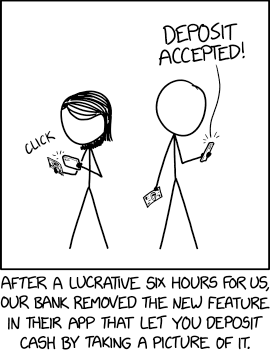 DEPOSIT
ACCEPTED!
CLICK
AFTER A LUCRATIVE SIX HOURS FOR US,
OUR BANK REMOVED THE NEW FEATURE
IN THEIR APP THAT LET YOU DEPOSIT
CASH BY TAKING A PICTURE OF IT.